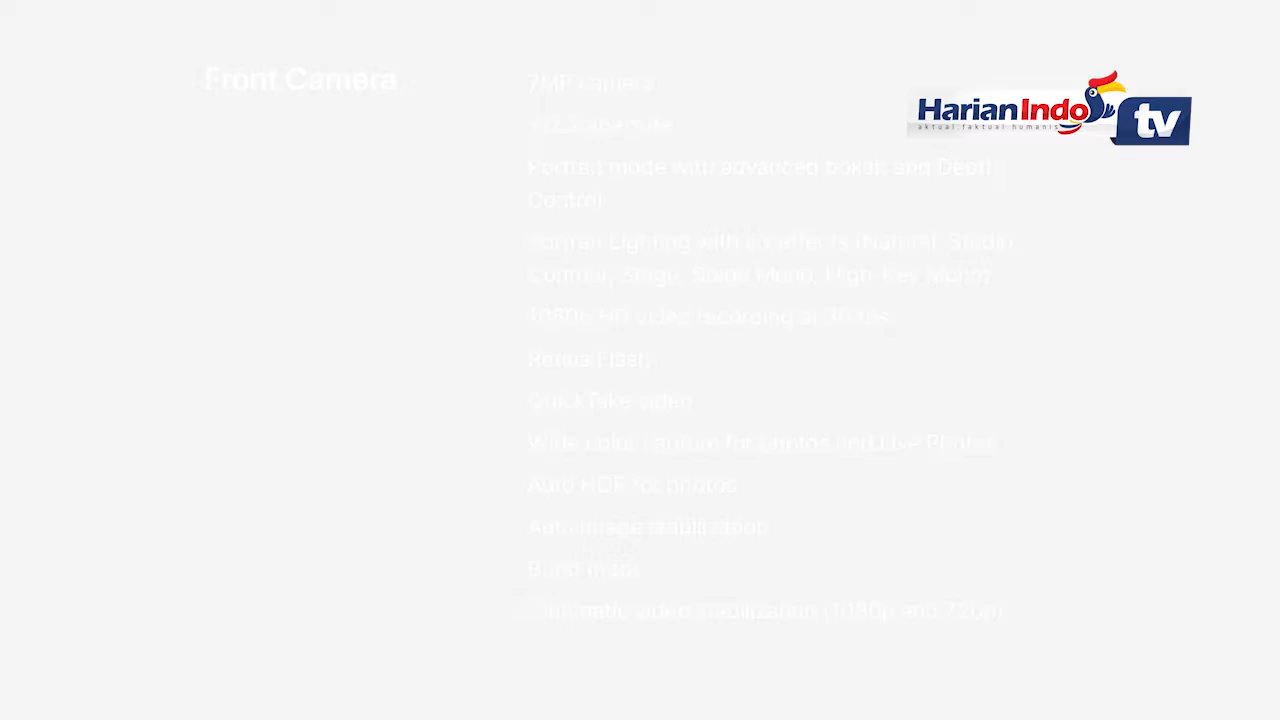 Front Camera
7MP camera
ƒ/2.2 aperture
HarianIndo tv
aktual.faktual humanis
Portrait mode with advanced bokeh and Depth
Control
Portrait Lighting with six effects (Natural, Studio,
Contour, Stage, Stage Mono, High-Key Mono)
1080p HD video recording at 30 fps
Retina Flash
QuickTake video
Wide color capture for photos and Live Photos
Auto HDR for photos
Auto image stabilization
Burst mode
Cinematic video stabilization (1080p and 720p)